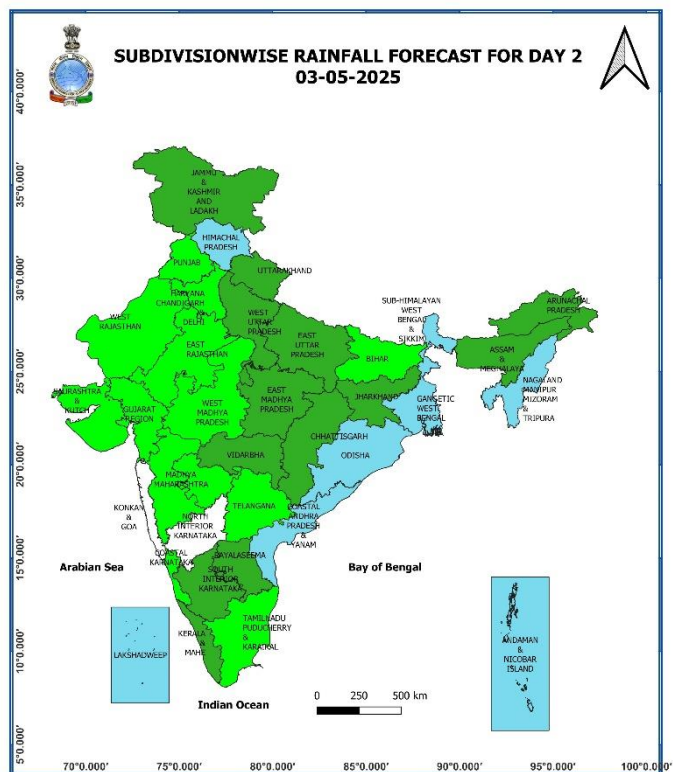 SUBDIVISIONWISE RAINFALL FORECAST FOR DAY 2
03-05-2025
40°0.000'
35°0.000'
30°0.000'
25°0.000'
20°0.000'
15°0.000'
10°0.000'
5°0.000'
JAMMU
&
KASHMIR
AND
LADAKH
HIMACHAL
PRADESH
PUNJAB
UTTARAKHAND
HARYANA
CHANDIGARH
DELHI
WEST
RAJASTHAN
WEST
UTTAR
PRADESH
EAST
UTTAR
PRADESH
EAST
RAJASTHAN
SUB-HIMALAYAN
WEST
BENGAL
&
SIKKIM
ARUNACHAL
PRADESH
ASSAM
&
MEGHALAYA
NAGALAND
MANIPUR
MIZORAM
&
TRIPURA
BIHAR
SAURASHTRA
&
KUTCH
GUJARAT
REGION
WEST
MADHYA
PRADESH
EAST
MADHYA
PRADESH
JHARKHAND
GANGETIC
WEST
BENGAL
CHHATTISGARH
ODISHA
VIDARBHA
MADHYA
MAHARASHTRA
KONKAN
&
GOA
NORTH
INTERIOR
KARNATAKA
TELANGANA
COASTAL
ANDHRA
PRADESH
&
YANAM
COASTAL
KARNATAKA
RAYALASEEMA
SOUTH
INTERIOR
KARNATAKA
Arabian Sea
Bay of Bengal
TAMILNADU
PUDUCHERRY
&
KARAIKAL
KERALA
&
MAHE
LAKSHADWEEP
ANDAMAN
&
NICOBAR
ISLAND
Indian Ocean
0 250 500 km
70°0.000' 75°0.000' 80°0.000' 85°0.000' 90°0.000' 95°0.000' 100°0.000'